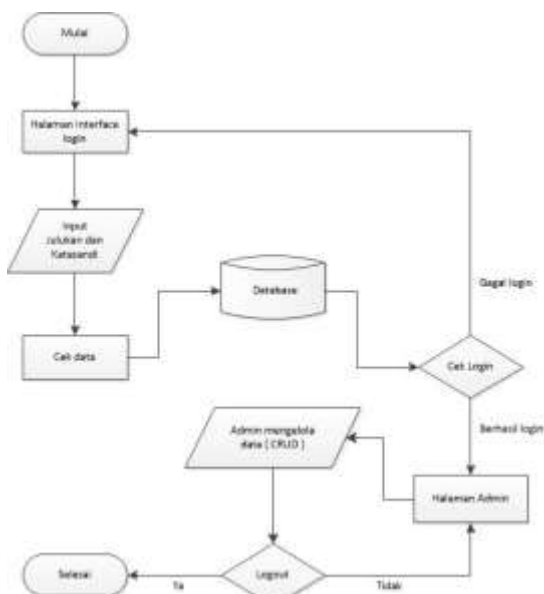 Mulai
Halaman Interface
login
Input
Julukan dan
Katasandi
Cek data
Database
Gagal login
Cek Login
Berhasil login
Admin mengelola
data ( CRUD )
Halaman Admin
Logout
Ya
Tidak
Selesai